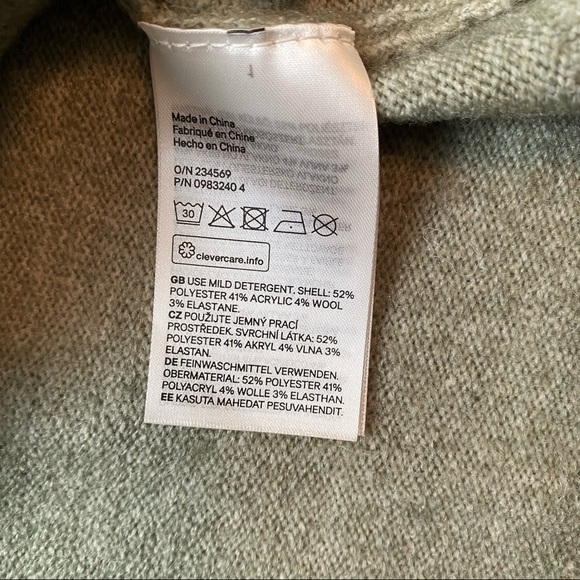 1
Made in China
Fabriqué en Chine
Hecho en China
O/N 234569
P/N 0983240 4
30
clevercare.info
GB USE MILD DETERGENT. SHELL: 52%
POLYESTER 41% ACRYLIC 4% WOOL
3% ELASTANE.
CZ POUŽIJTE JEMNÝ PRACÍ
PROSTŘEDEK. SVRCHNÍ LÁTKA: 52%
POLYESTER 41% AKRYL 4% VLNA 3%
ELASTAN.
DE FEINWASCHMITTEL VERWENDEN.
OBERMATERIAL: 52% POLYESTER 41%
POLYACRYL 4% WOLLE 3% ELASTHAN.
EE KASUTA MAHEDAT PESUVAHENDIT.